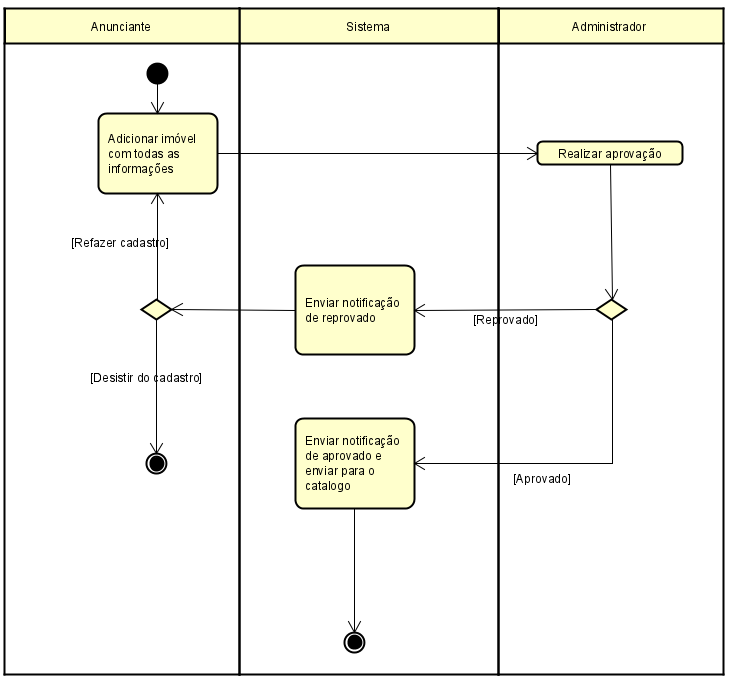 Anunciante
Sistema
Administrador
Adicionar imóvel
com todas as
informações
Realizar aprovação
[Refazer cadastro]
Enviar notificação
de reprovado
[Reprovado]
[Desistir do cadastro]
Enviar notificação
de aprovado e
enviar para o
catalogo
[Aprovado]